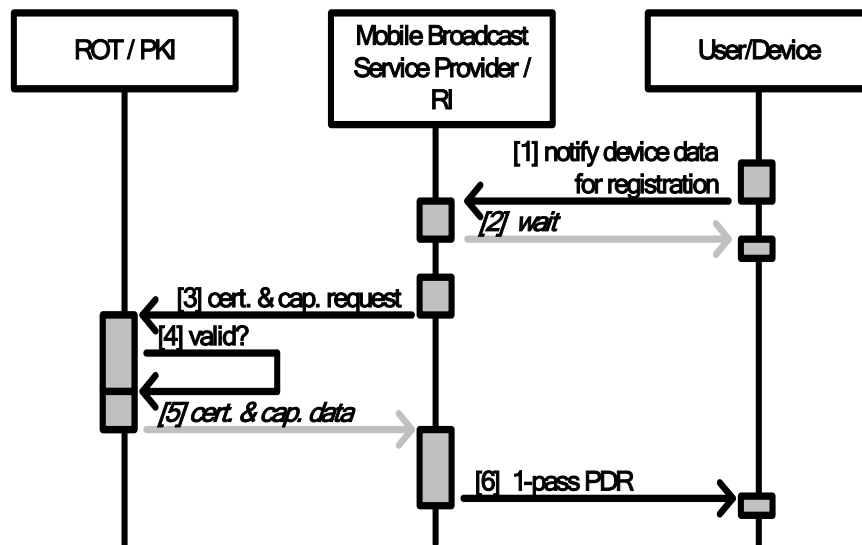 ROT / PKI
Mobile Broadcast
Service Provider /
RI
User/Device
[1] notify device data
for registration
[2] wait
[3] cert. & cap. request
[4] valid?
[5] cert. & cap. data
[6] 1-pass PDR